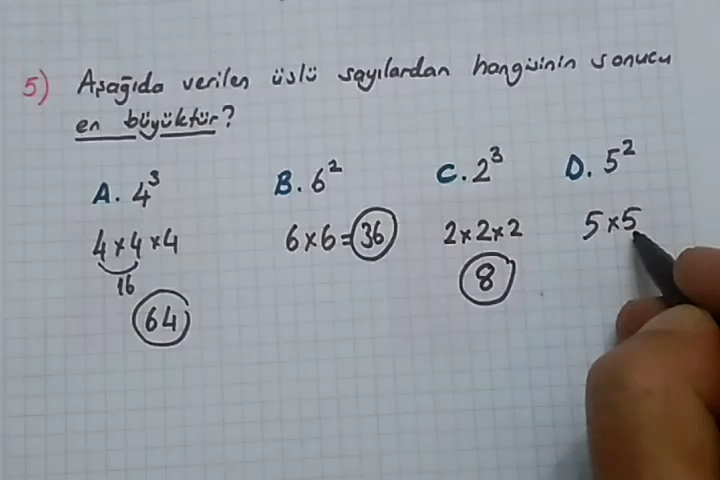 5) Aşağıda verilen üslü sayılardan hangisinin sonucu
en büyüktür?
A. 4³ B. 6² C. 2³ D. 5²
4×4×4 6×6=36 2×2×2 5×5
16 8
64